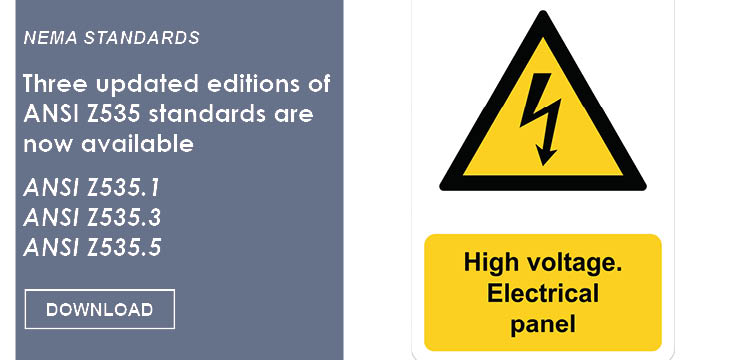 NEMA STANDARDS
Three updated editions of
ANSI Z535 standards are
now available
ANSI Z535.1
ANSI Z535.3
ANSI Z535.5
DOWNLOAD
High voltage.
Electrical
panel